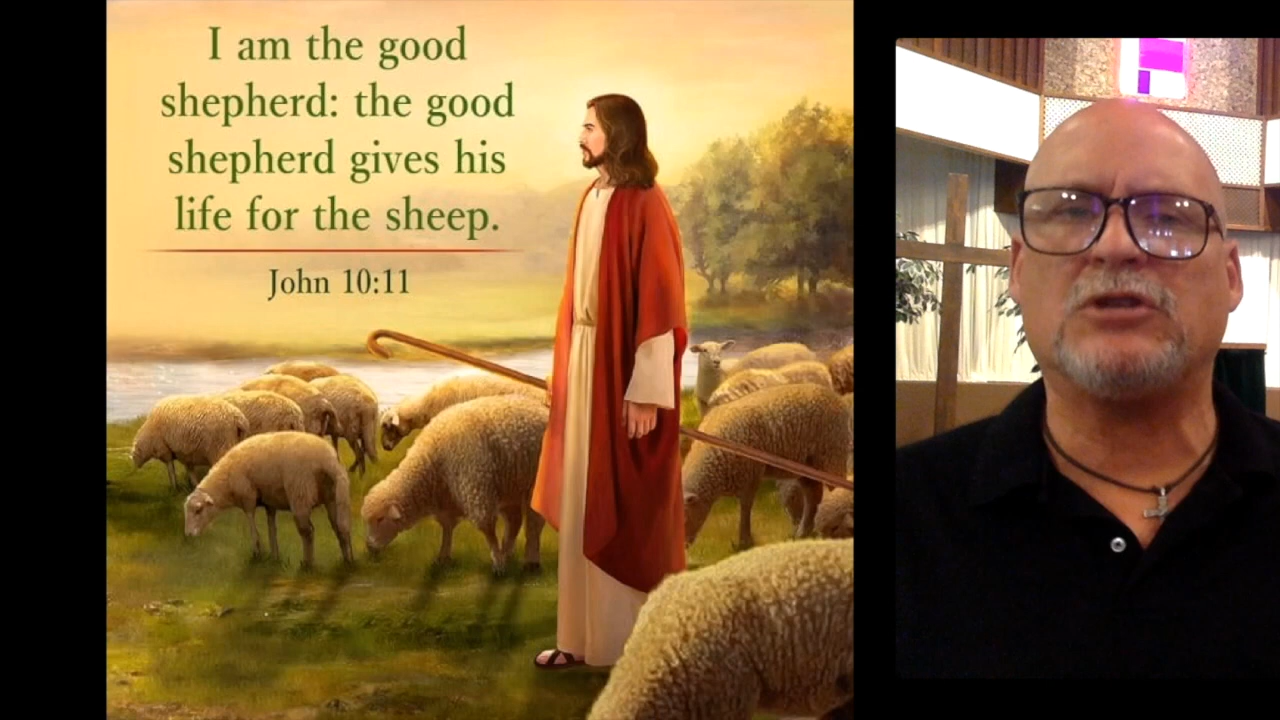 I am the good
shepherd: the good
shepherd gives his
life for the sheep.
John 10:11